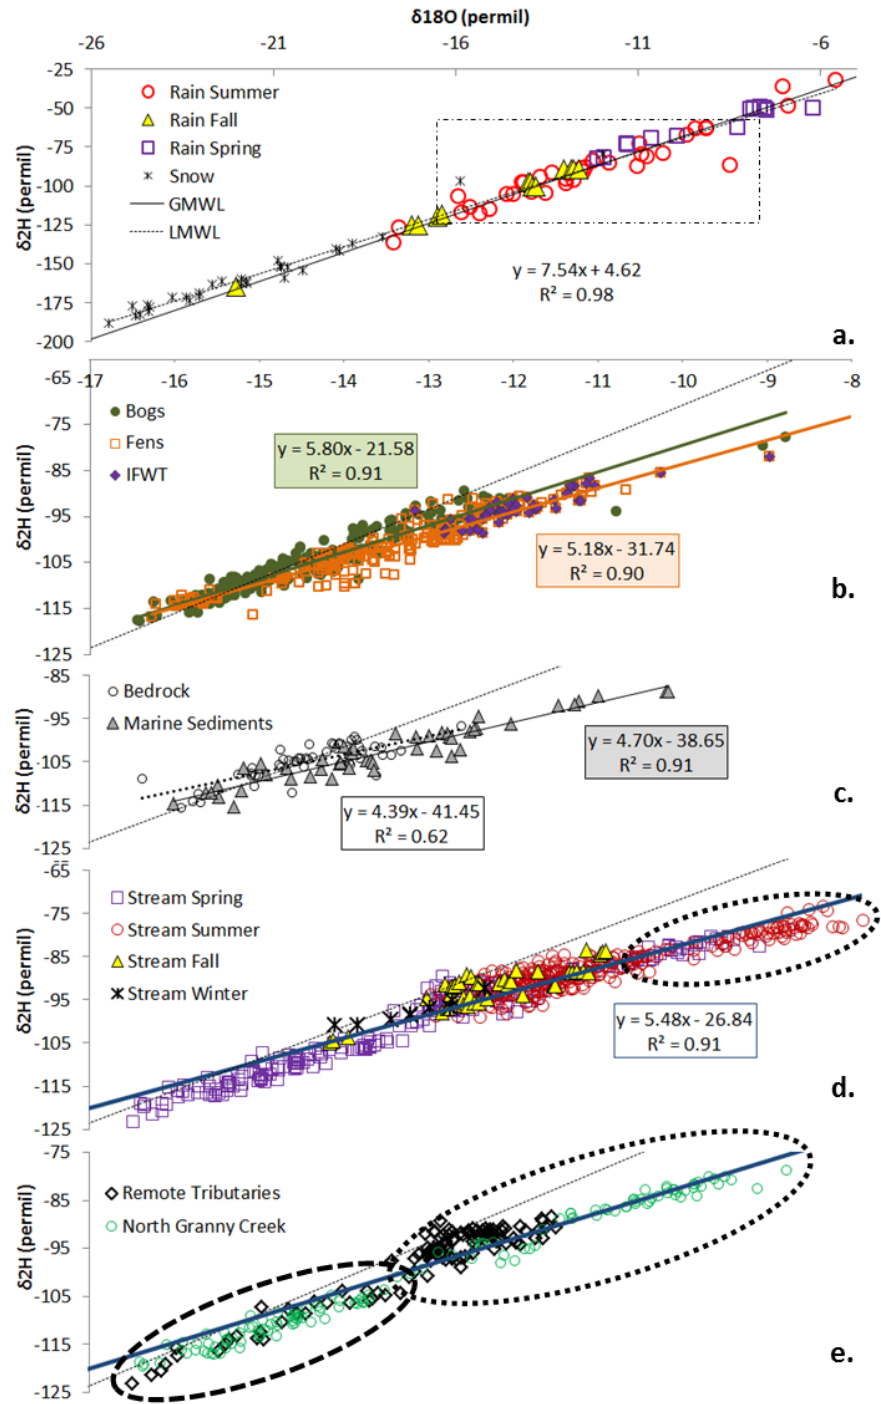 δ18O (permil)
-26 -21 -16 -11 -6
-25
-50
-75
-100
-125
-150
-175
-200
δ2H (permil)
Rain Summer
Rain Fall
Rain Spring
Snow
GMWL
LMWL
y = 7.54x + 4.62
R² = 0.98
a.
-17 -16 -15 -14 -13 -12 -11 -10 -9 -8
-65
-75
-85
-95
-105
-115
-125
δ2H (permil)
Bogs
Fens
IFWT
y = 5.80x - 21.58
R² = 0.91
y = 5.18x - 31.74
R² = 0.90
b.
-85
-95
-105
-115
-125
δ2H (permil)
Bedrock
Marine Sediments
y = 4.70x - 38.65
R² = 0.91
y = 4.39x - 41.45
R² = 0.62
c.
-65
-75
-85
-95
-105
-115
-125
δ2H (permil)
Stream Spring
Stream Summer
Stream Fall
Stream Winter
y = 5.48x - 26.84
R² = 0.91
d.
-75
-85
-95
-105
-115
-125
δ2H (permil)
Remote Tributaries
North Granny Creek
e.